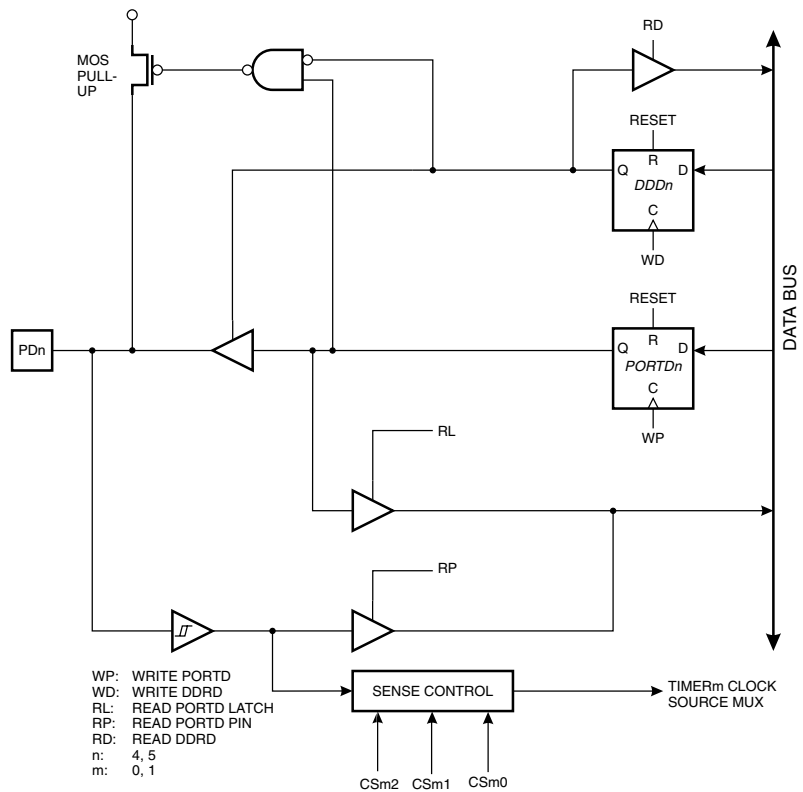 RD
MOS
PULL-
UP
RESET
R
Q
D
DDDn
C
WD
DATA BUS
RESET
R
Q
D
PDn
PORTDn
C
WP
RL
RP
WP: WRITE PORTD
WD: WRITE DDRD
RL: READ PORTD LATCH
RP: READ PORTD PIN
RD: READ DDRD
n: 4, 5
m: 0, 1
SENSE CONTROL
TIMERm CLOCK
SOURCE MUX
CSm2
CSm1
CSm0